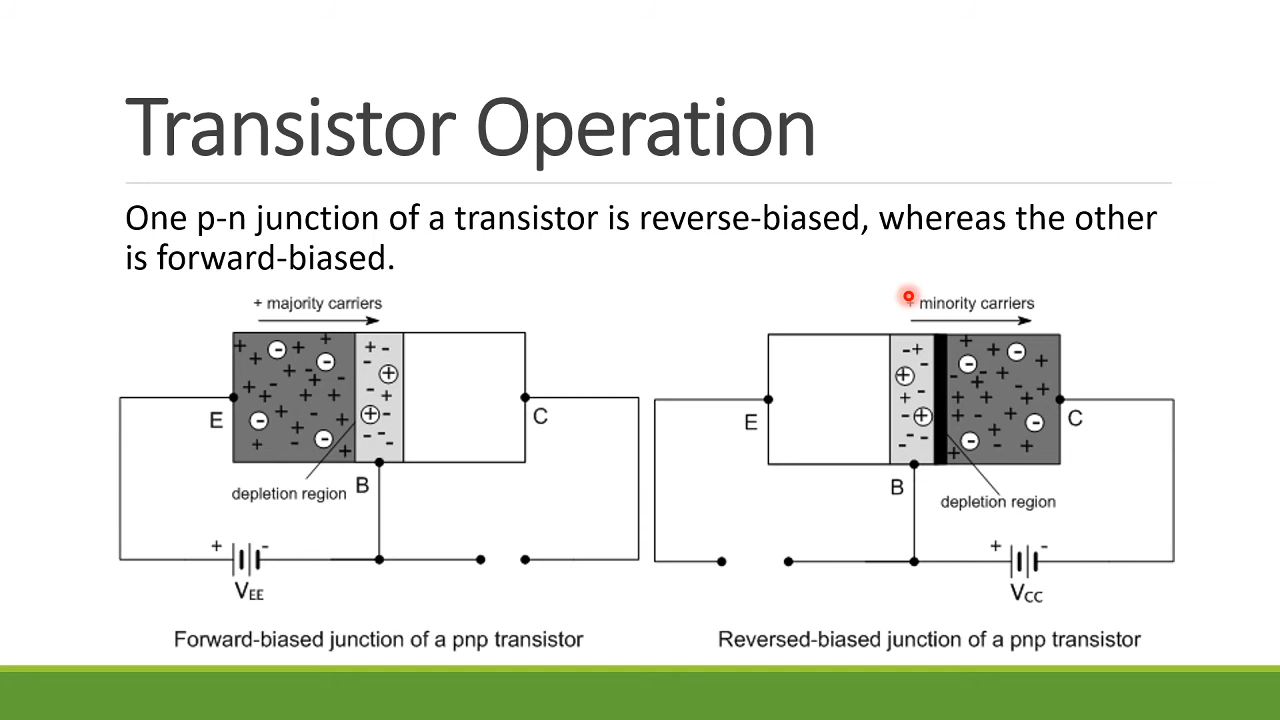 Transistor Operation
One p-n junction of a transistor is reverse-biased, whereas the other
is forward-biased.
+ majority carriers
+ minority carriers
E
C
B
depletion region
+ -
VEE
E
C
B
depletion region
+ -
VCC
Forward-biased junction of a pnp transistor
Reversed-biased junction of a pnp transistor